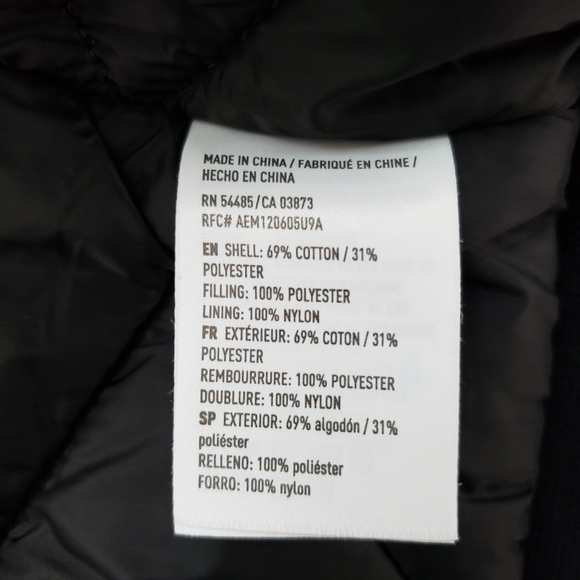 MADE IN CHINA / FABRIQUÉ EN CHINE /
HECHO EN CHINA
RN 54485/CA 03873
RFC# AEM120605U9A
EN SHELL: 69% COTTON / 31%
POLYESTER
FILLING: 100% POLYESTER
LINING: 100% NYLON
FR EXTÉRIEUR: 69% COTON / 31%
POLYESTER
REMBOURRURE: 100% POLYESTER
DOUBLURE: 100% NYLON
SP EXTERIOR: 69% algodón / 31%
poliéster
RELLENO: 100% poliéster
FORRO: 100% nylon